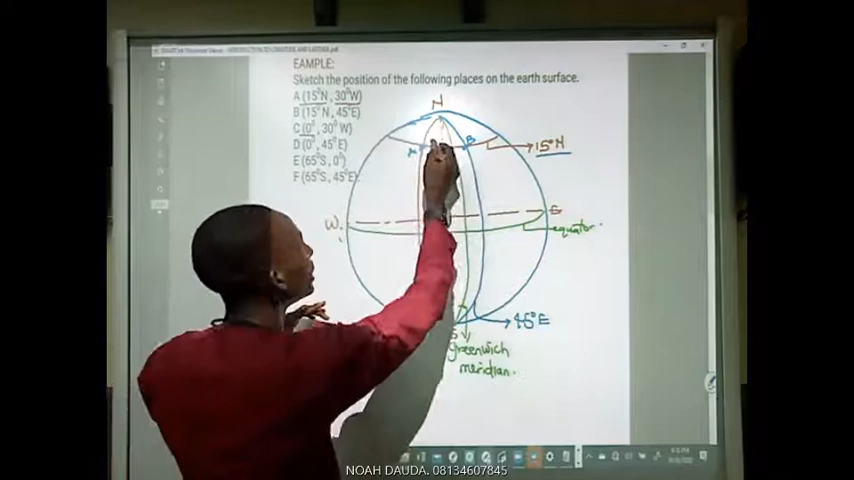 EAMPLE:
Sketch the position of the following places on the earth surface.
A (15°N, 30°W)
B (15°N, 45°E)
C (0°, 30°W)
D (0°, 45°E)
E (65°S, 0°)
F (65°S, 45°E)
N
A
B
15°N
W
E
equator
S
45°E
Greenwich
meridian.
NOAH DAUDA. 08134607845